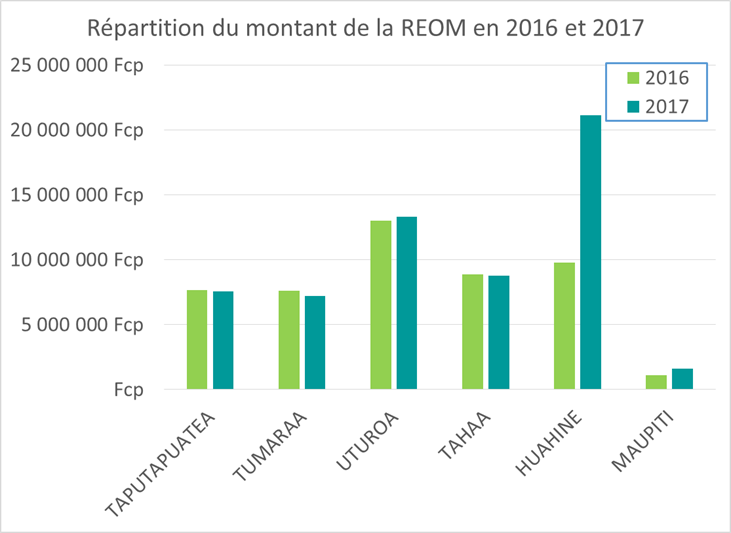 Répartition du montant de la REOM en 2016 et 2017
25 000 000 Fcp
2016
2017
20 000 000 Fcp
15 000 000 Fcp
10 000 000 Fcp
5 000 000 Fcp
Fcp
TAPUTAPUATEA
TUMARAA
UTUROA
TAHAA
HUAHINE
MAUPITI